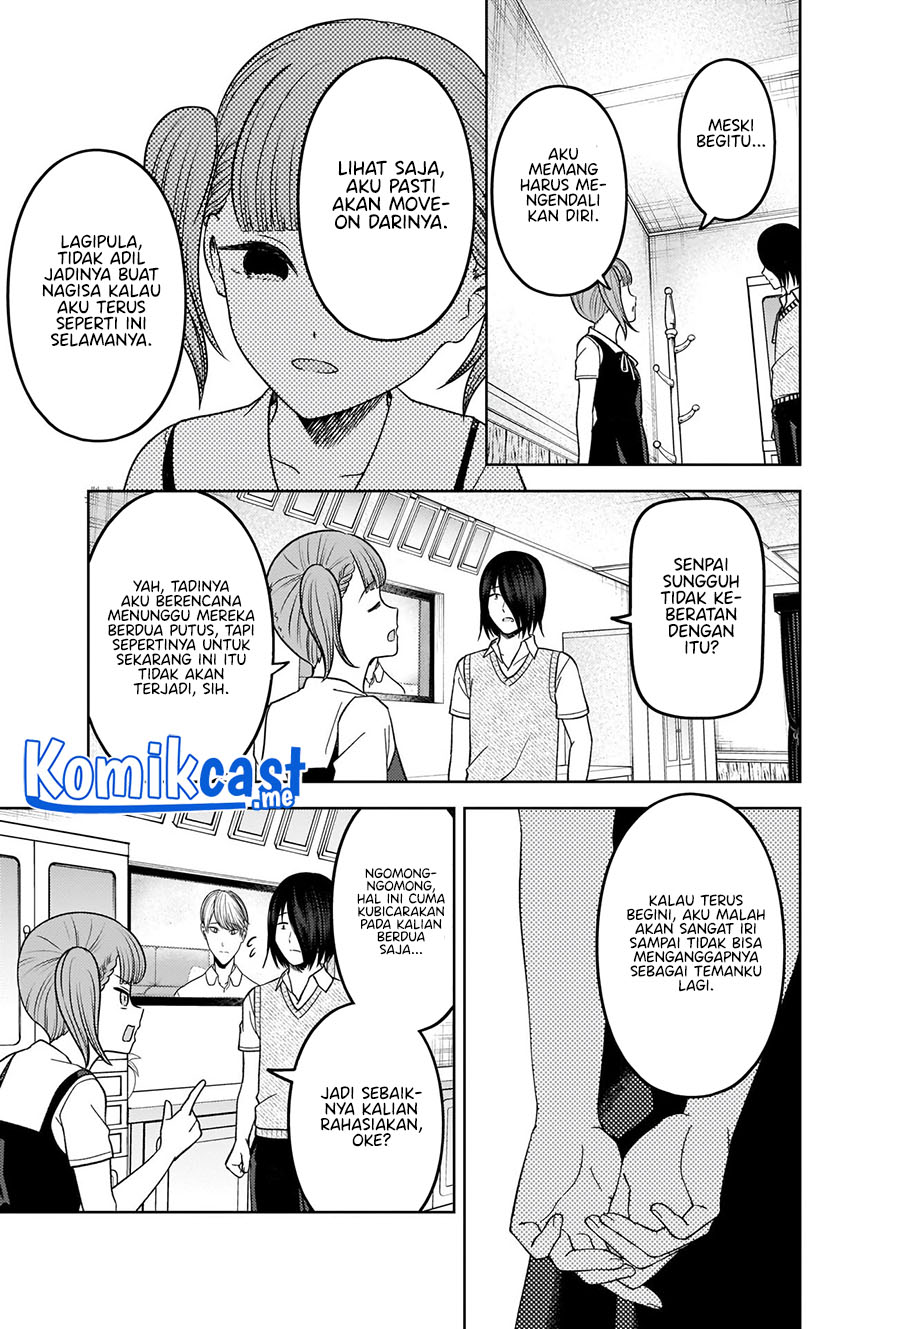 MESKI
BEGITU...
AKU
MEMANG
HARUS ME-
NGENDALI
KAN DIRI.
LIHAT SAJA,
AKU PASTI
AKAN MOVE-
ON DARINYA.
LAGIPULA,
TIDAK ADIL
JADINYA BUAT
NAGISA KALAU
AKU TERUS
SEPERTI INI
SELAMANYA.
SENPAI
SUNGGUH
TIDAK KE-
BERATAN
DENGAN
ITU?
YAH, TADINYA
AKU BERENCANA
MENUNGGU MEREKA
BERDUA PUTUS, TAPI
SEPERTINYA UNTUK
SEKARANG INI ITU
TIDAK AKAN
TERJADI, SIH.
Komikcast
.me
KALAU TERUS
BEGINI, AKU MALAH
AKAN SANGAT IRI
SAMPAI TIDAK BISA
MENGANGGAPNYA
SEBAGAI TEMANKU
LAGI.
NGOMONG-
NGOMONG,
HAL INI CUMA
KUBICARAKAN
PADA KALIAN
BERDUA
SAJA...
JADI SEBAIK-
NYA KALIAN
RAHASIAKAN,
OKE?